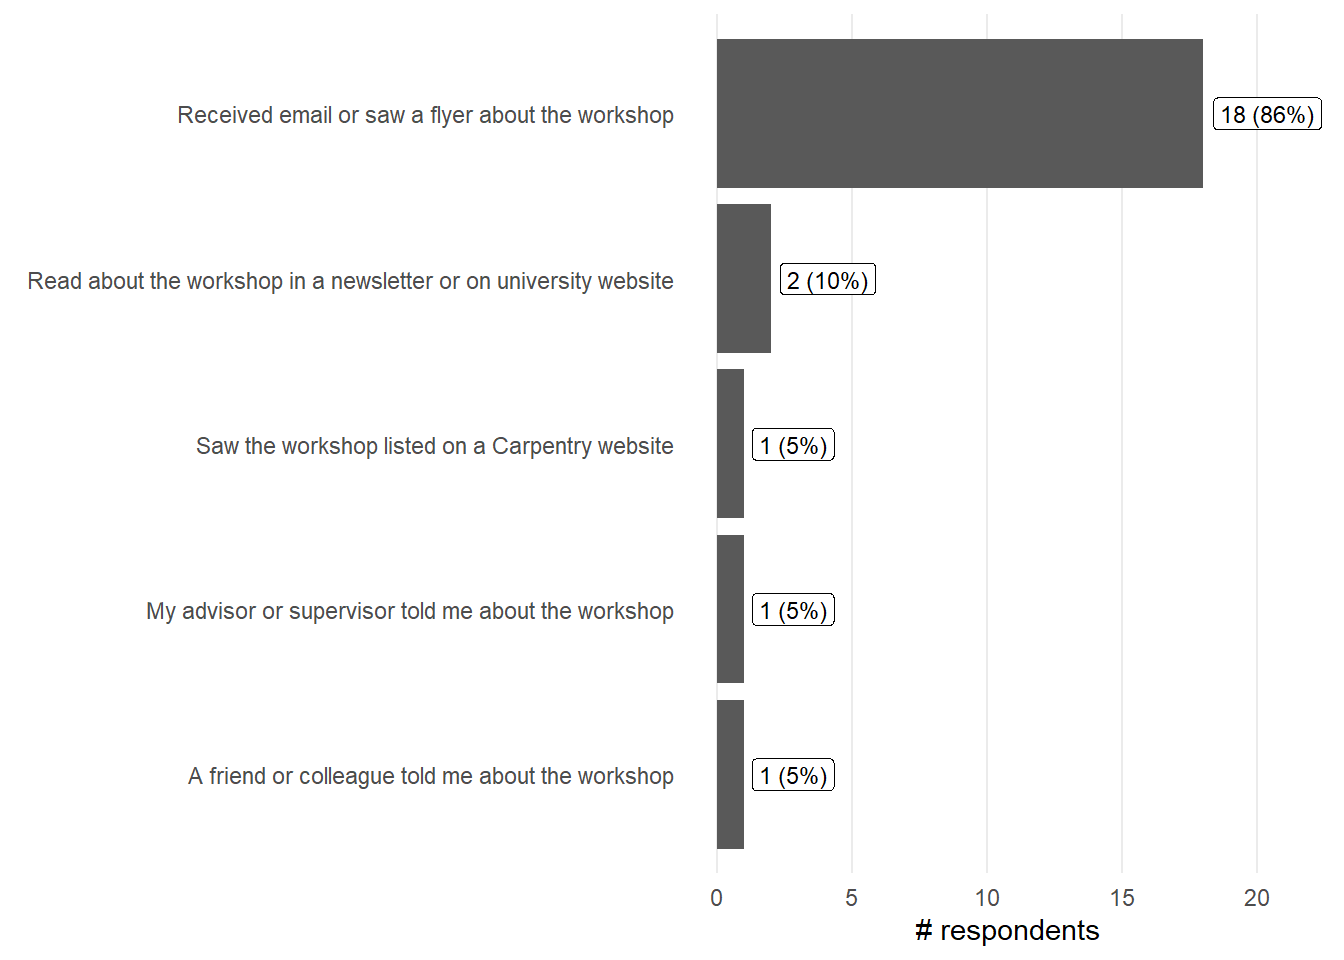 Received email or saw a flyer about the workshop
18 (86%)
Read about the workshop in a newsletter or on university website
2 (10%)
Saw the workshop listed on a Carpentry website
1 (5%)
My advisor or supervisor told me about the workshop
1 (5%)
A friend or colleague told me about the workshop
1 (5%)
0 5 10 15 20
# respondents